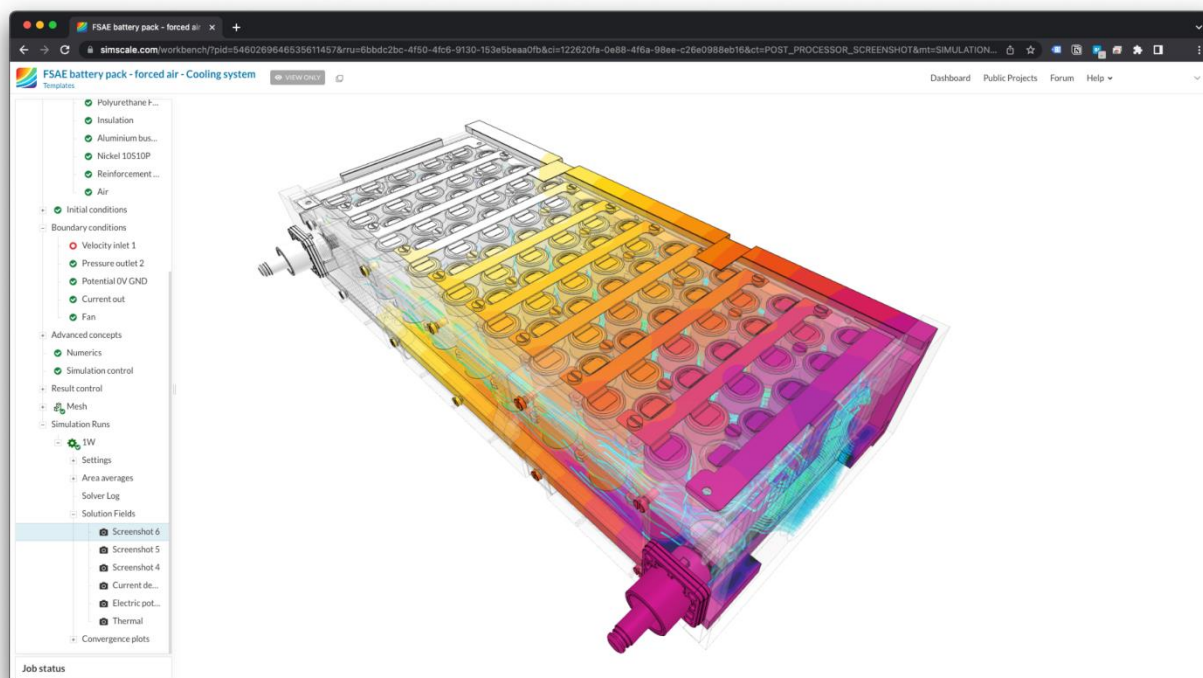 FSAE battery pack - forced air
simscale.com/workbench/?pid=5460269646535611457&rru=6bbdc2bc-4f50-4fc6-9130-153e5beaa0fb&ci=122620fa-0e88-4f6a-98ee-c26e0988eb16&ct=POST_PROCESSOR_SCREENSHOT&mt=SIMULATION...
FSAE battery pack - forced air - Cooling system
VIEW ONLY
Templates
Dashboard Public Projects Forum Help
Polyurethane F...
Insulation
Aluminium bus...
Nickel 10S10P
Reinforcement ...
Air
Initial conditions
Boundary conditions
Velocity inlet 1
Pressure outlet 2
Potential 0V GND
Current out
Fan
Advanced concepts
Numerics
Simulation control
Result control
Mesh
Simulation Runs
1W
Settings
Area averages
Solver Log
Solution Fields
Screenshot 6
Screenshot 5
Screenshot 4
Current de...
Electric pot...
Thermal
Convergence plots
Job status